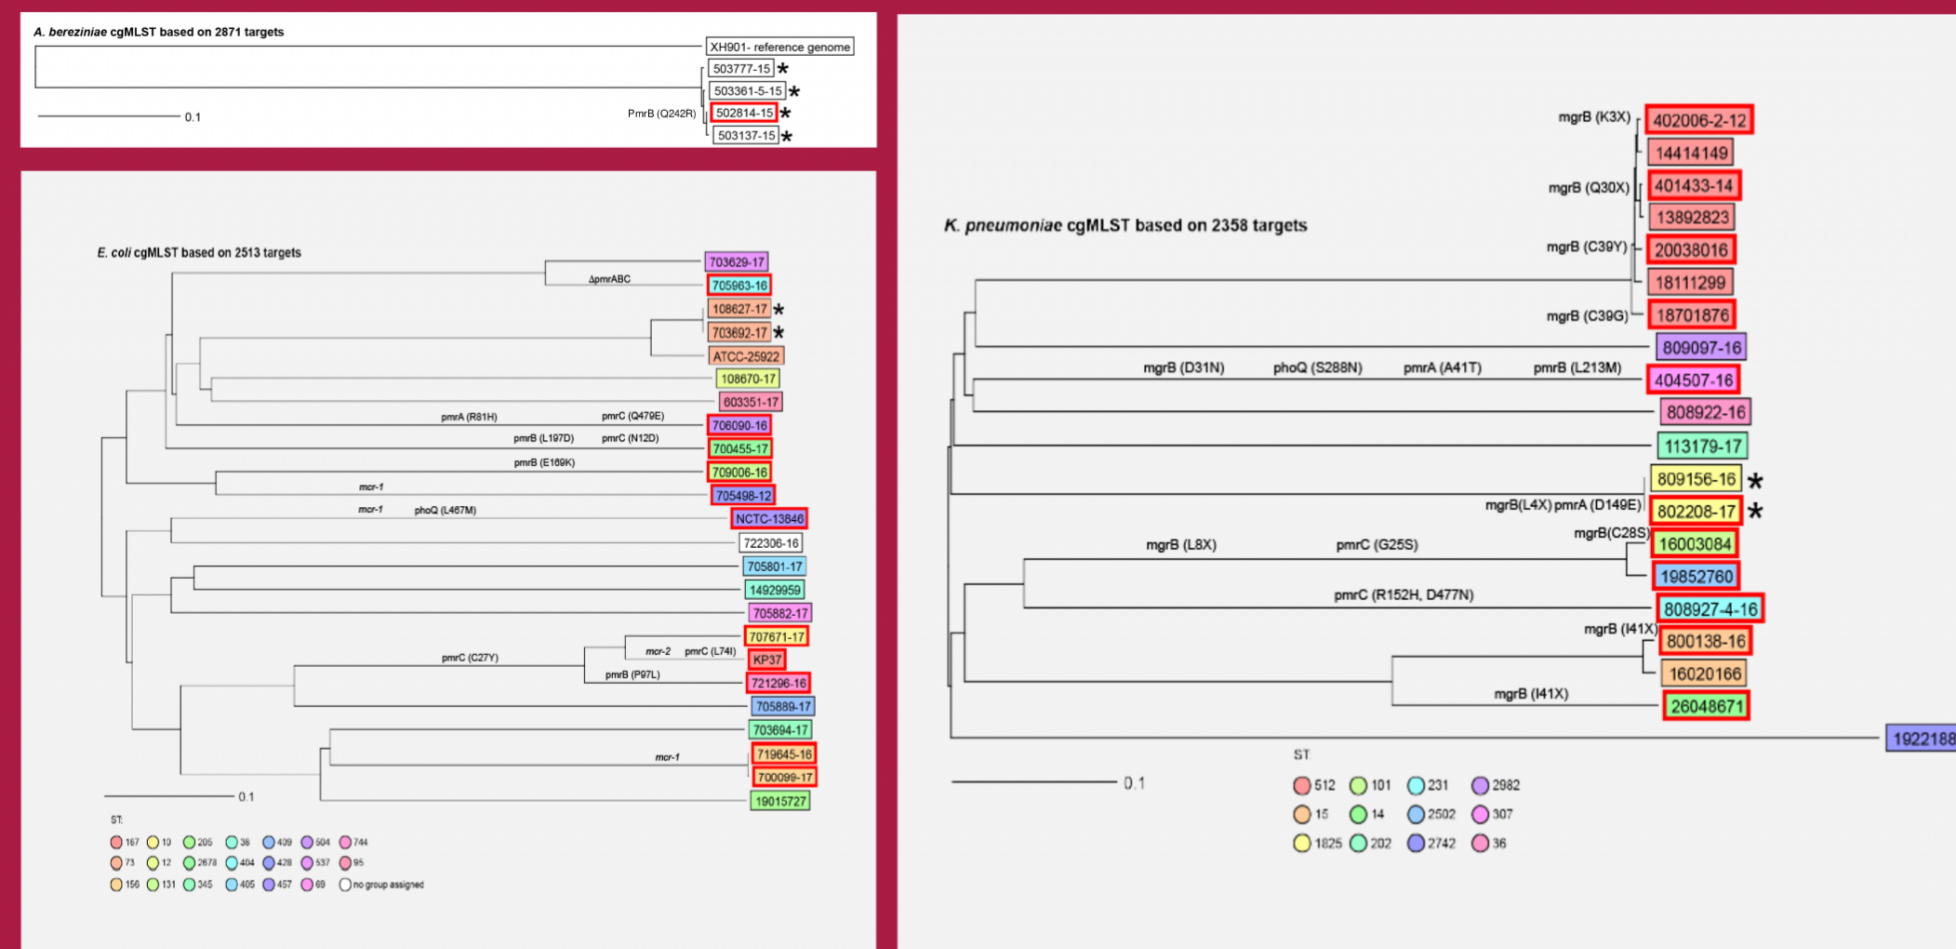 A. bereziniae cgMLST based on 2871 targets
XH901- reference genome
503777-15 *
503361-5-15 *
PmrB (Q242R) 502814-15 *
503137-15 *
0.1
E. coli cgMLST based on 2513 targets
703629-17
ΔpmrABC 705963-16
108627-17 *
703692-17 *
ATCC-25922
108670-17
603351-17
pmrA (R81H) pmrC (Q479E) 706090-16
pmrB (L197D) pmrC (N12D) 700455-17
pmrB (E169K) 709006-16
mcr-1 705498-12
mcr-1 phoQ (L467M) NCTC-13846
722306-16
705801-17
14929959
705882-17
707671-17
pmrC (C27Y) mcr-2 pmrC (L74I) KP37
pmrB (P97L) 721296-16
705889-17
703694-17
mcr-1 719645-16
700099-17
19015727
0.1
ST:
167 10 205 38 409 504 744
73 12 2678 404 428 537 95
156 131 345 405 457 69 no group assigned
K. pneumoniae cgMLST based on 2358 targets
mgrB (K3X) 402006-2-12
14414149
mgrB (Q30X) 401433-14
13892823
mgrB (C39Y) 20038016
18111299
mgrB (C39G) 18701876
809097-16
mgrB (D31N) phoQ (S288N) pmrA (A41T) pmrB (L213M) 404507-16
808922-16
113179-17
809156-16 *
mgrB(L4X) pmrA (D149E) 802208-17 *
mgrB(C28S) 16003084
mgrB (L8X) pmrC (G25S)
19852760
pmrC (R152H, D477N) 808927-4-16
mgrB (I41X) 800138-16
16020166
mgrB (I41X) 26048671
1922188
0.1
ST:
512 101 231 2982
15 14 2502 307
1825 202 2742 36